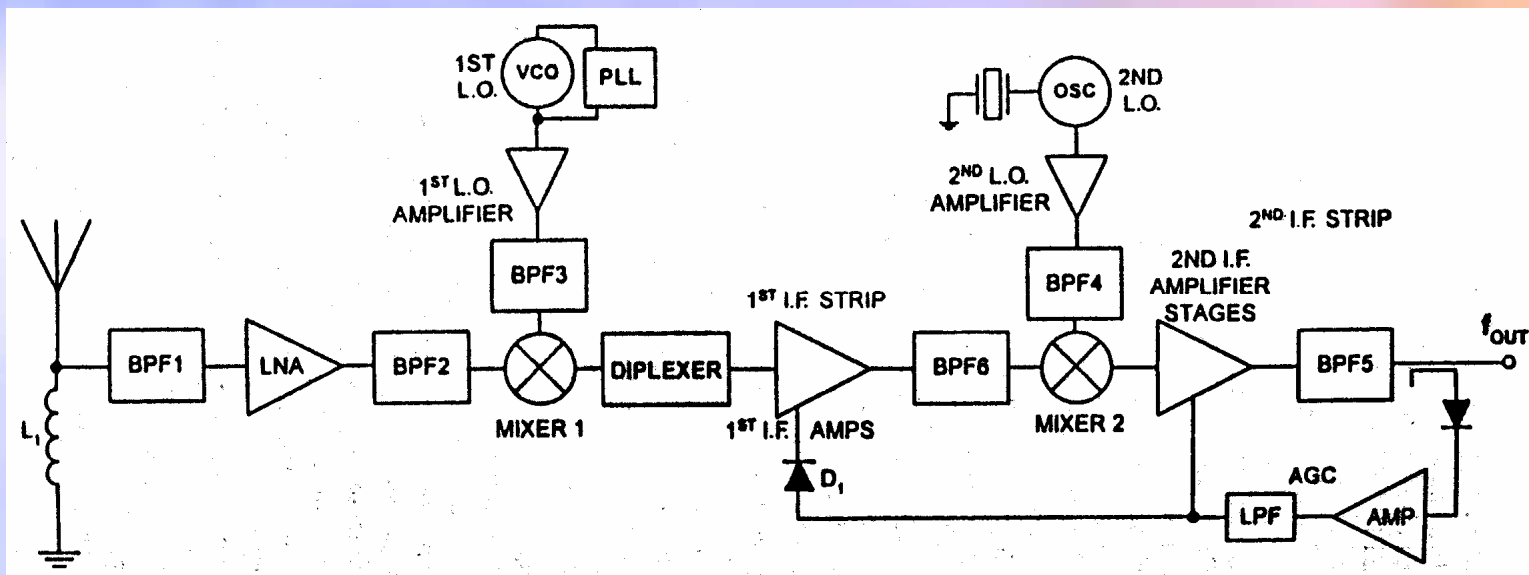 1ST
L.O.
VCO
PLL
1ST L.O.
AMPLIFIER
BPF3
OSC
2ND
L.O.
2ND L.O.
AMPLIFIER
BPF4
2ND I.F. STRIP
2ND I.F.
AMPLIFIER
STAGES
1ST I.F. STRIP
fOUT
BPF1
LNA
BPF2
MIXER 1
DIPLEXER
1ST I.F. AMPS
BPF6
MIXER 2
BPF5
L1
D1
AGC
LPF
AMP